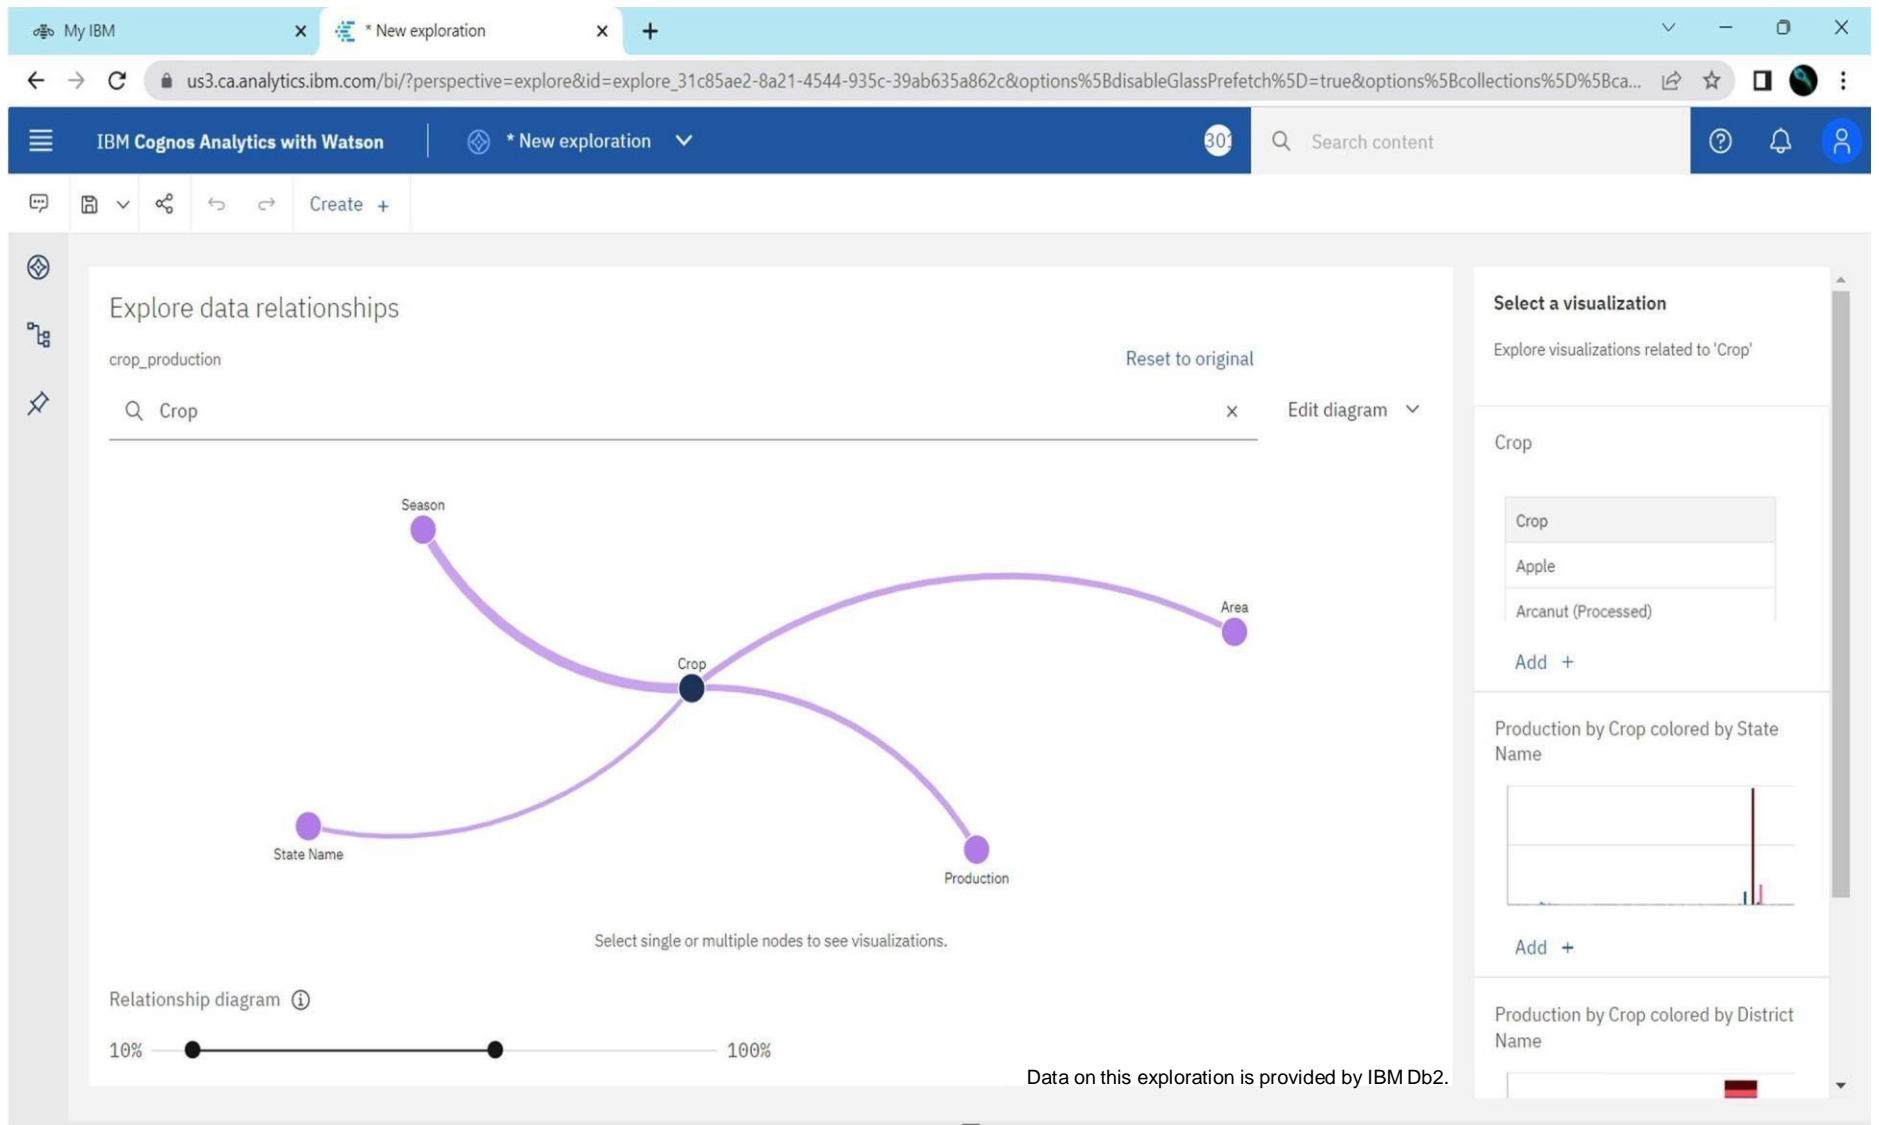 My IBM
* New exploration
us3.ca.analytics.ibm.com/bi/?perspective=explore&id=explore_31c85ae2-8a21-4544-935c-39ab635a862c&options%5BdisableGlassPrefetch%5D=true&options%5Bcollections%5D%5Bca...
IBM Cognos Analytics with Watson
* New exploration
301
Search content
Create +
Explore data relationships
crop_production
Reset to original
Crop
Edit diagram
Season
Area
Crop
State Name
Production
Select single or multiple nodes to see visualizations.
Relationship diagram
10%
100%
Data on this exploration is provided by IBM Db2.
Select a visualization
Explore visualizations related to 'Crop'
Crop
Crop
Apple
Arcanut (Processed)
Add +
Production by Crop colored by State
Name
Add +
Production by Crop colored by District
Name